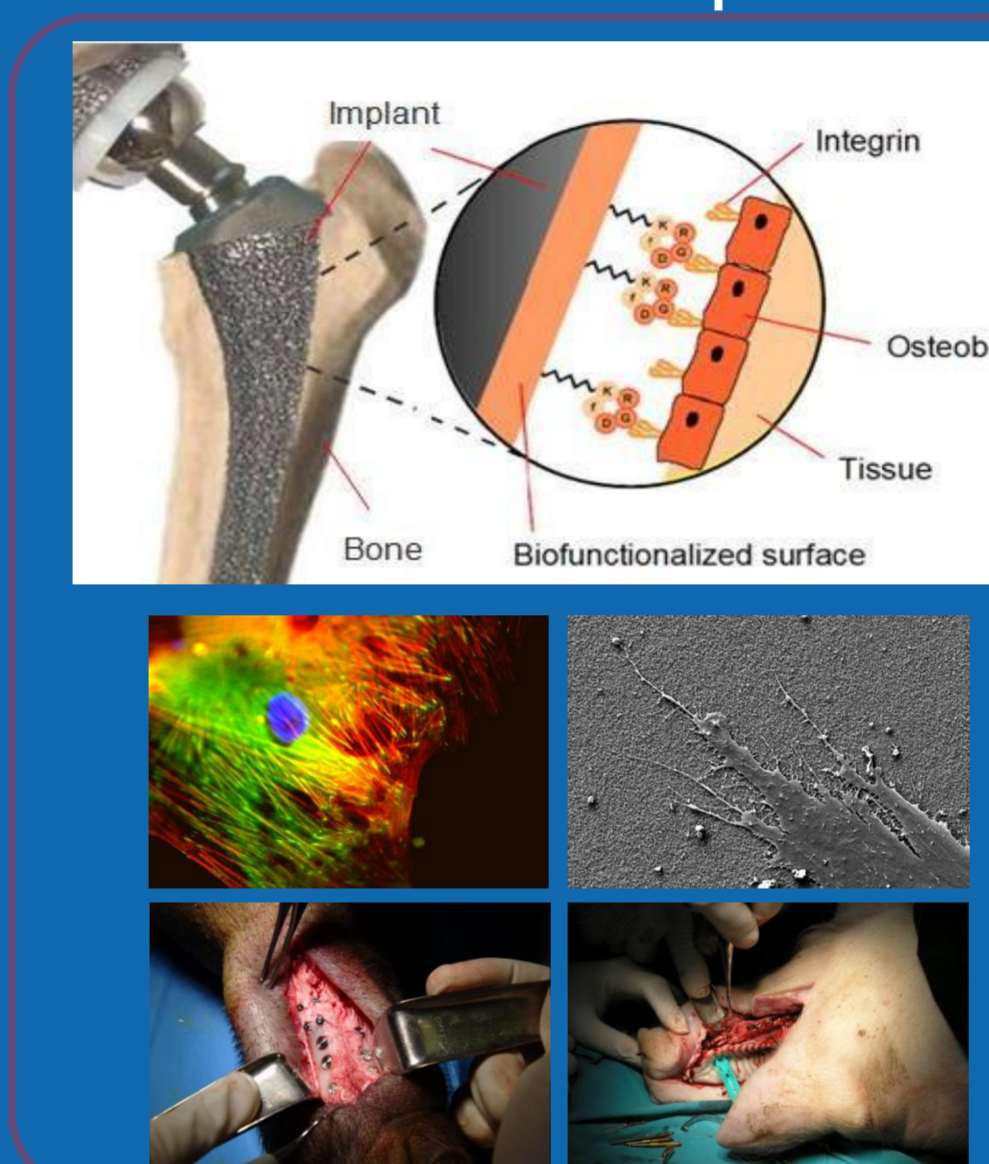 Implant
Integrin
K R
f G
D
K R
f G
D
Osteob
K R
f G
D
Tissue
Bone
Biofunctionalized surface